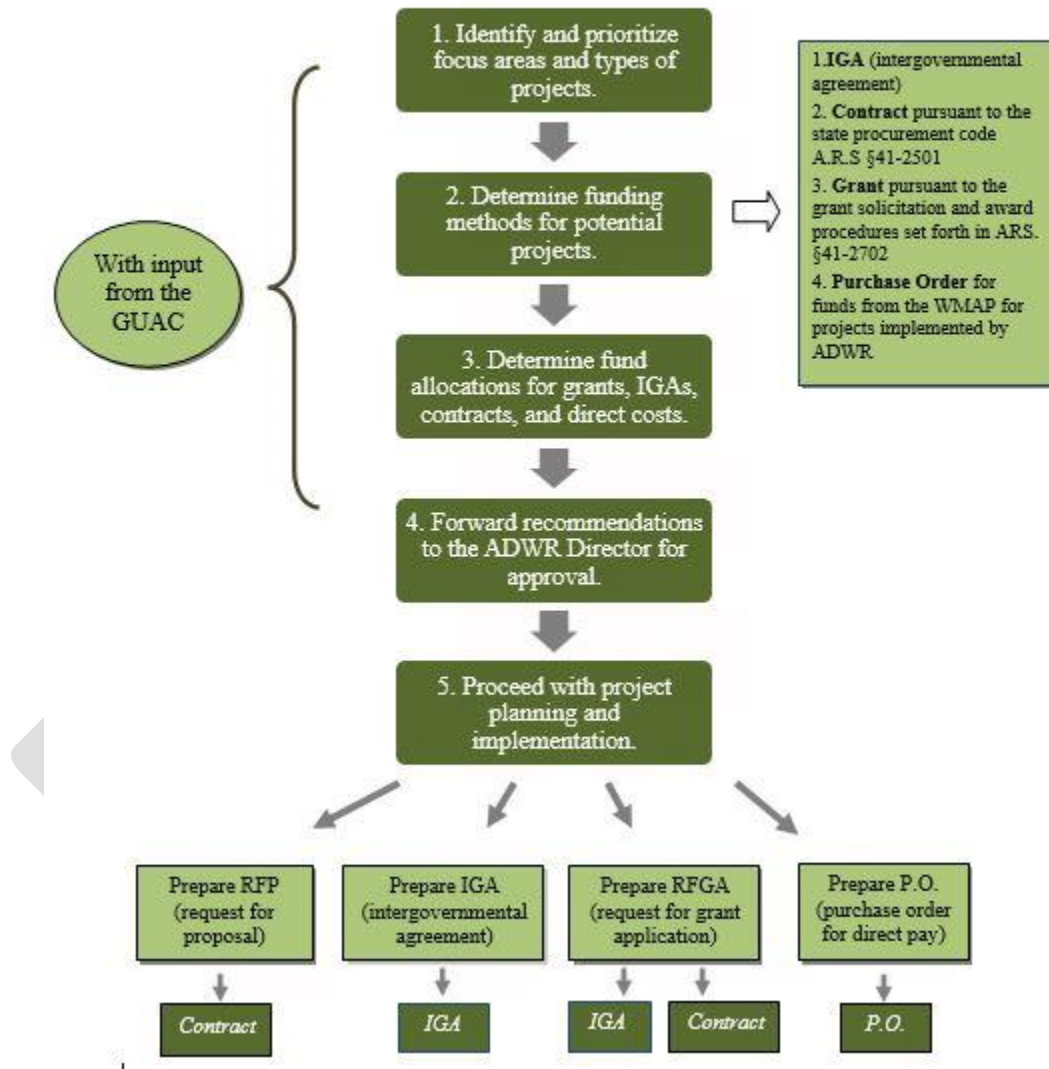 1. Identify and prioritize
focus areas and types of
projects.
1.IGA (intergovernmental
agreement)
2. Contract pursuant to the
state procurement code
A.R.S §41-2501
3. Grant pursuant to the
grant solicitation and award
procedures set forth in ARS.
§41-2702
4. Purchase Order for
funds from the WMAP for
projects implemented by
ADWR
2. Determine funding
methods for potential
projects.
With input
from the
GUAC
3. Determine fund
allocations for grants, IGAs,
contracts, and direct costs.
4. Forward recommendations
to the ADWR Director for
approval.
5. Proceed with project
planning and
implementation.
Prepare RFP
(request for
proposal)
Prepare IGA
(intergovernmental
agreement)
Prepare RFGA
(request for grant
application)
Prepare P.O.
(purchase order
for direct pay)
Contract
IGA
IGA
Contract
P.O.